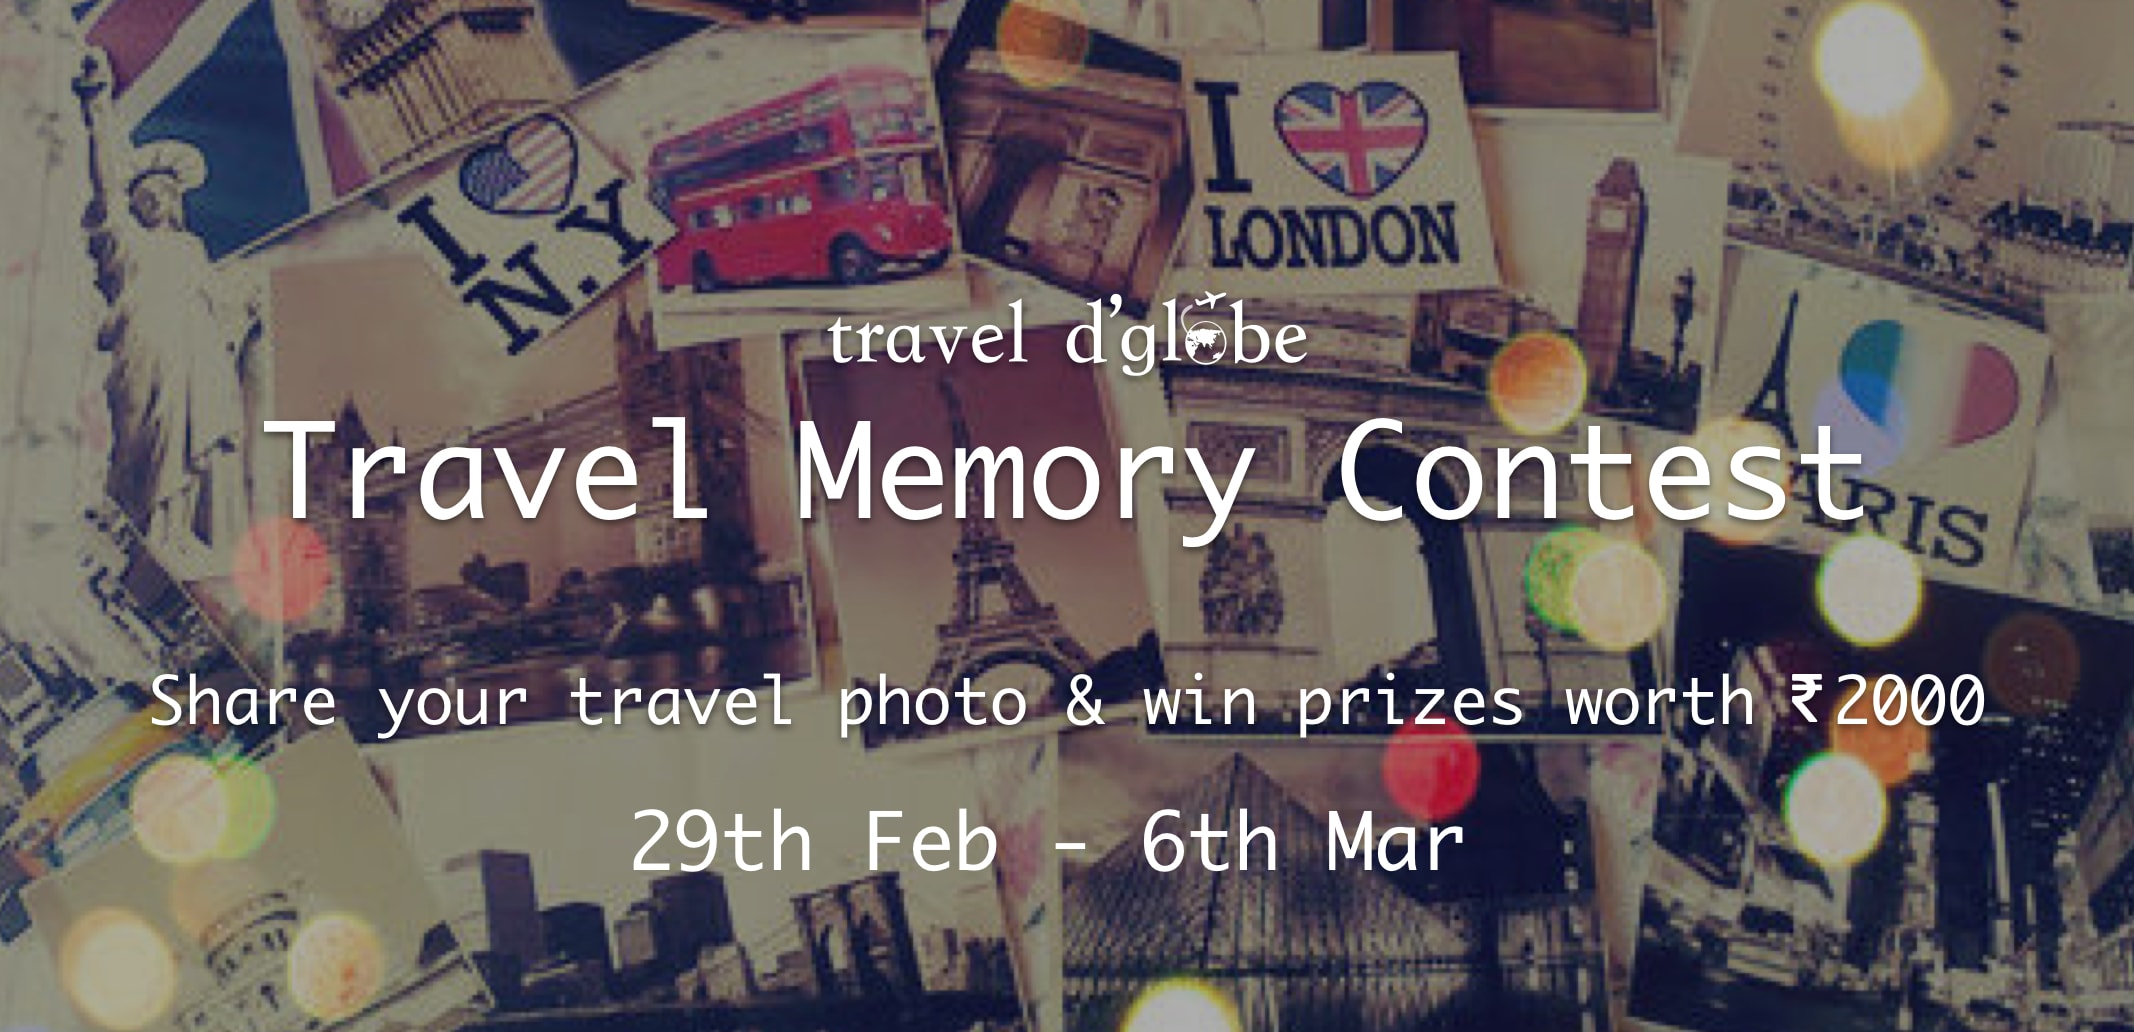 I
N.Y
I
LONDON
travel d'globe
Travel Memory Contest
PARIS
Share your travel photo & win prizes worth ₹2000
29th Feb - 6th Mar